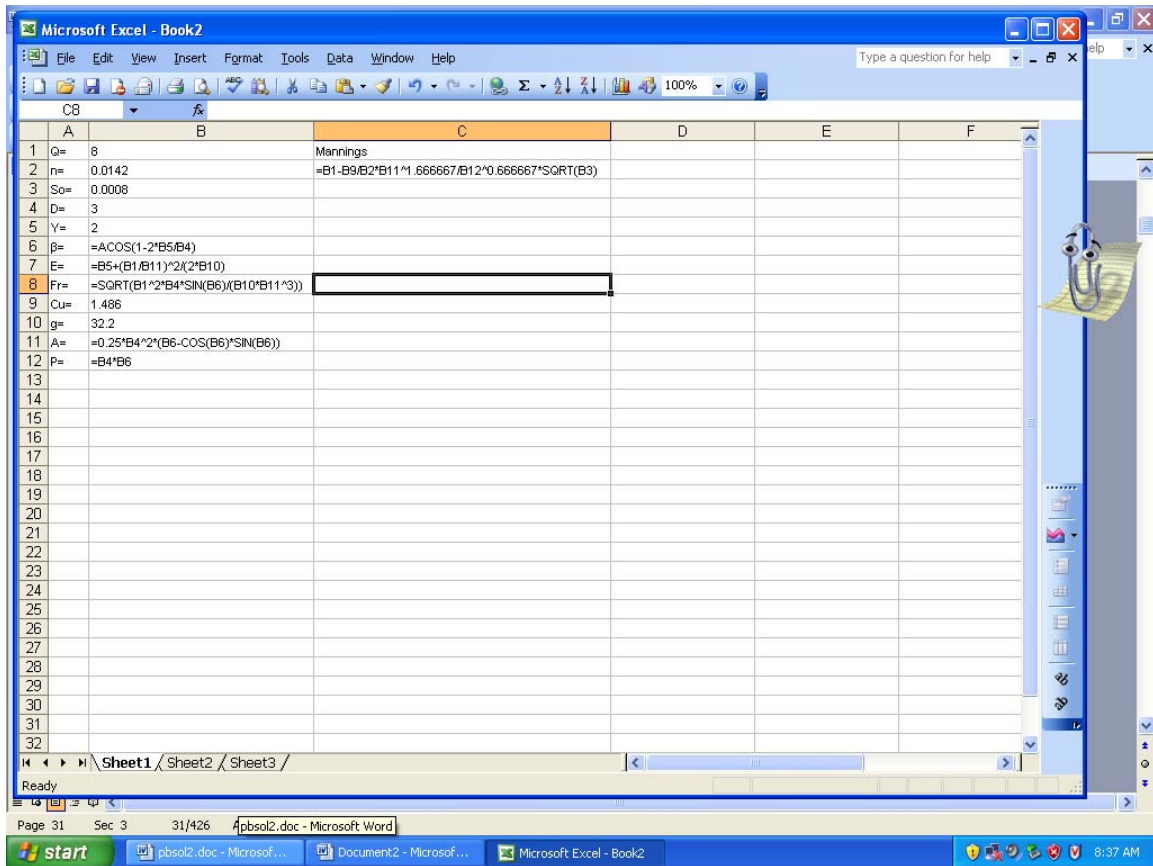 Microsoft Excel - Book2
elp
File Edit View Insert Format Tools Data Window Help
Type a question for help
100%
C8 fx
A B C D E F
1 Q= 8 Mannings
2 n= 0.0142 =B1-B9/B2*B11^1.666667/B12^0.666667*SQRT(B3)
3 So= 0.0008
4 D= 3
5 Y= 2
6 β= =ACOS(1-2*B5/B4)
7 E= =B5+(B1/B11)^2/(2*B10)
8 Fr= =SQRT(B1^2*B4*SIN(B6)/(B10*B11^3))
9 Cu= 1.486
10 g= 32.2
11 A= =0.25*B4^2*(B6-COS(B6)*SIN(B6))
12 P= =B4*B6
13
14
15
16
17
18
19
20
21
22
23
24
25
26
27
28
29
30
31
32
Sheet1 Sheet2 Sheet3
Ready
Page 31 Sec 3 31/426 pbsol2.doc - Microsoft Word
start pbsol2.doc - Microsof... Document2 - Microsof... Microsoft Excel - Book2 8:37 AM